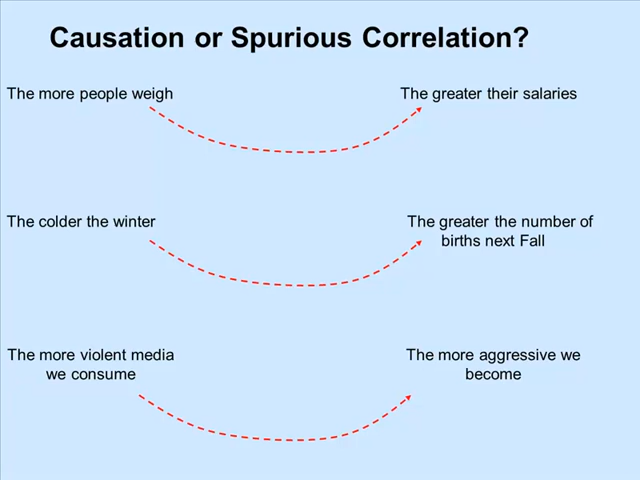 Causation or Spurious Correlation?
The more people weigh
The greater their salaries
The colder the winter
The greater the number of
births next Fall
The more violent media
we consume
The more aggressive we
become